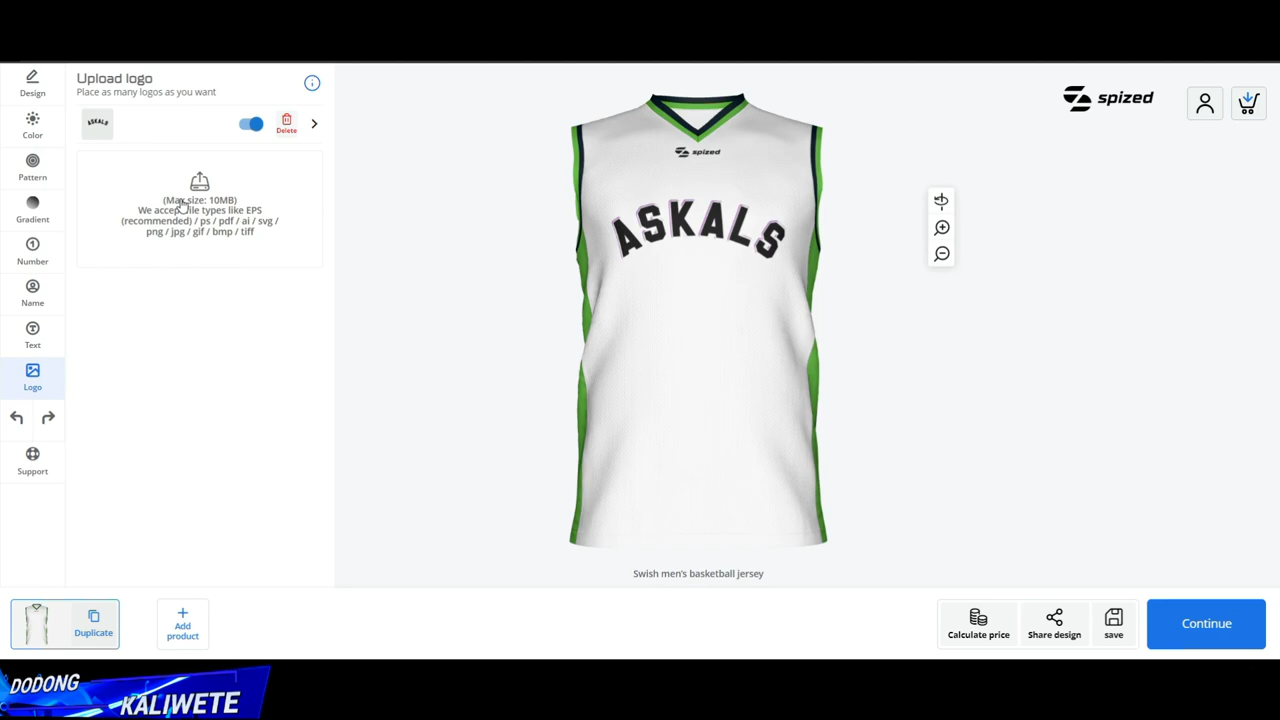 Design
Color
Pattern
Gradient
Number
Name
Text
Logo
Support
Upload logo
Place as many logos as you want
ASKALS
Delete
(Max size: 10MB)
We accept file types like EPS
(recommended) / ps / pdf / ai / svg /
png / jpg / gif / bmp / tiff
spized
ASKALS
Swish men's basketball jersey
spized
Duplicate
Add
product
Calculate price
Share design
save
Continue
DODONG
KALIWETE